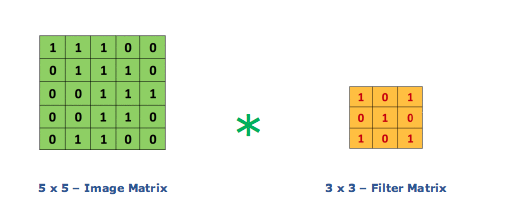 1 1 1 0 0
0 1 1 1 0
0 0 1 1 1
0 0 1 1 0
0 1 1 0 0
*
1 0 1
0 1 0
1 0 1
5 x 5 – Image Matrix
3 x 3 – Filter Matrix